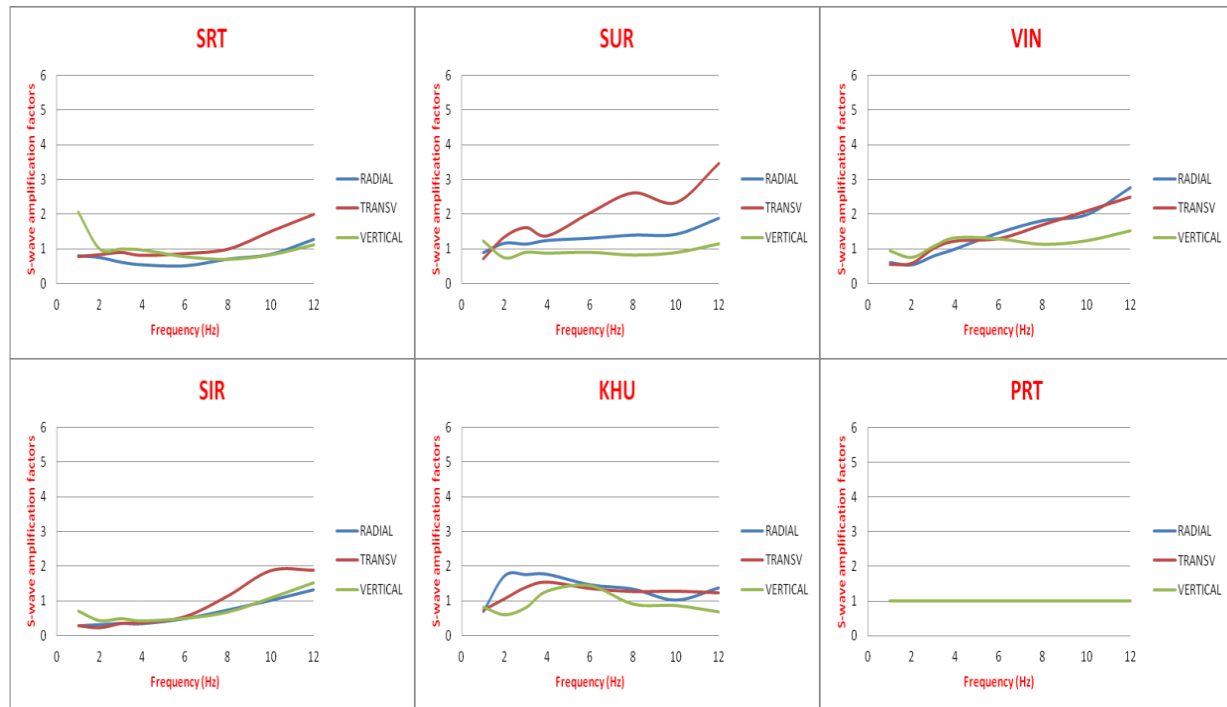 SRT
S-wave amplification factors
6
5
4
3
2
1
0
0 2 4 6 8 10 12
Frequency (Hz)
RADIAL
TRANSV
VERTICAL
SUR
S-wave amplification factors
6
5
4
3
2
1
0
0 2 4 6 8 10 12
Frequency (Hz)
RADIAL
TRANSV
VERTICAL
VIN
S-wave amplification factors
6
5
4
3
2
1
0
0 2 4 6 8 10 12
Frequency (Hz)
RADIAL
TRANSV
VERTICAL
SIR
S-wave amplification factors
6
5
4
3
2
1
0
0 2 4 6 8 10 12
Frequency (Hz)
RADIAL
TRANSV
VERTICAL
KHU
S-wave amplification factors
6
5
4
3
2
1
0
0 2 4 6 8 10 12
Frequency (Hz)
RADIAL
TRANSV
VERTICAL
PRT
S-wave amplification factors
6
5
4
3
2
1
0
0 2 4 6 8 10 12
Frequency (Hz)
RADIAL
TRANSV
VERTICAL